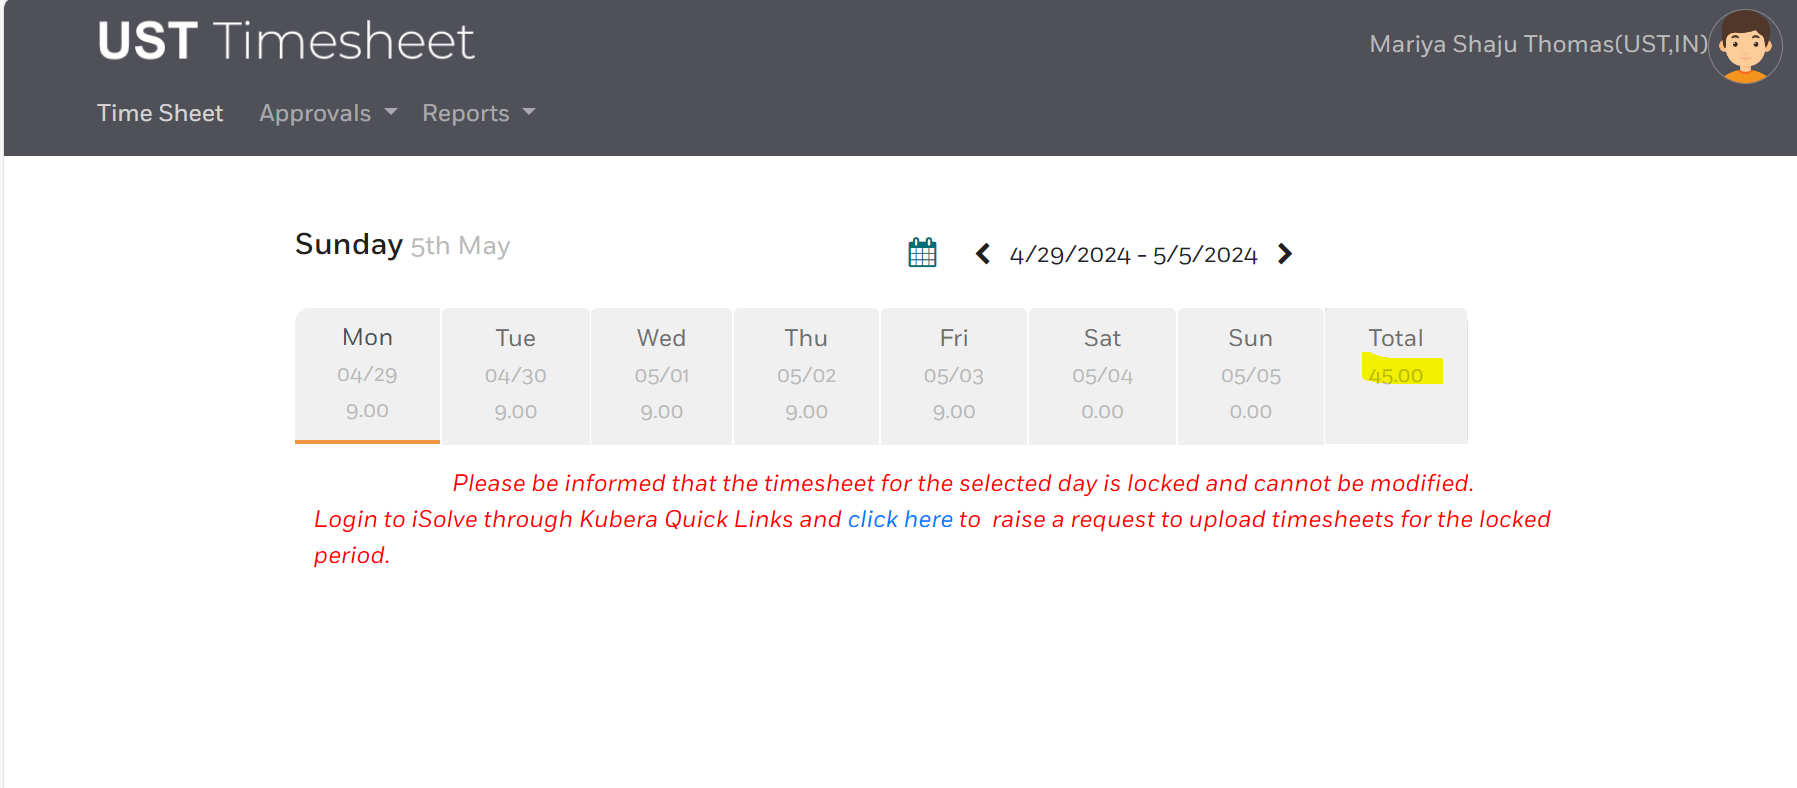 UST Timesheet
Mariya Shaju Thomas(UST,IN)
Time Sheet Approvals Reports
Sunday 5th May
4/29/2024 - 5/5/2024
Mon Tue Wed Thu Fri Sat Sun Total
04/29 04/30 05/01 05/02 05/03 05/04 05/05 45.00
9.00 9.00 9.00 9.00 9.00 0.00 0.00
Please be informed that the timesheet for the selected day is locked and cannot be modified.
Login to iSolve through Kubera Quick Links and click here to raise a request to upload timesheets for the locked
period.